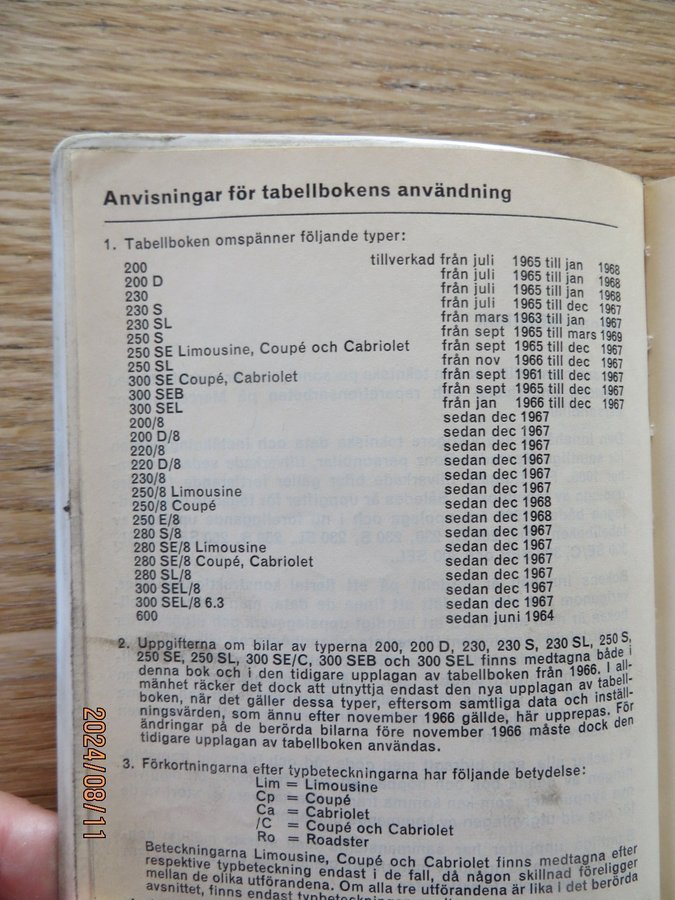 Anvisningar för tabellbokens användning
1. Tabellboken omspänner följande typer:
200 tillverkad från juli 1965 till jan 1968
200 D från juli 1965 till jan 1968
230 från juli 1965 till jan 1968
230 S från juli 1965 till dec 1967
230 SL från mars 1963 till jan 1967
250 S från sept 1965 till mars 1969
250 SE Limousine, Coupé och Cabriolet från sept 1965 till dec 1967
250 SL från nov 1966 till dec 1967
300 SE Coupé, Cabriolet från sept 1961 till dec 1967
300 SEB från sept 1965 till dec 1967
300 SEL från jan 1966 till dec 1967
200/8 sedan dec 1967
200 D/8 sedan dec 1967
220/8 sedan dec 1967
220 D/8 sedan dec 1967
230/8 sedan dec 1967
250/8 Limousine sedan dec 1967
250/8 Coupé sedan dec 1968
250 E/8 sedan dec 1968
280 S/8 sedan dec 1967
280 SE/8 Limousine sedan dec 1967
280 SE/8 Coupé, Cabriolet sedan dec 1967
280 SL/8 sedan dec 1967
300 SEL/8 sedan dec 1967
300 SEL/8 6.3 sedan dec 1967
600 sedan juni 1964
2. Uppgifterna om bilar av typerna 200, 200 D, 230, 230 S, 230 SL, 250 S,
250 SE, 250 SL, 300 SE/C, 300 SEB och 300 SEL finns medtagna både i
denna bok och i den tidigare upplagan av tabellboken från 1966. I all-
mänhet räcker det dock att utnyttja endast den nya upplagan av tabell-
boken, när det gäller dessa typer, eftersom samtliga data och inställ-
ningsvärden, som ännu efter november 1966 gällde, här upprepas. För
ändringar på de berörda bilarna före november 1966 måste dock den
tidigare upplagan av tabellboken användas.
3. Förkortningarna efter typbeteckningarna har följande betydelse:
Lim = Limousine
Cp = Coupé
Ca = Cabriolet
/C = Coupé och Cabriolet
Ro = Roadster
Beteckningarna Limousine, Coupé och Cabriolet finns medtagna efter
respektive typbeteckning endast i de fall, då någon skillnad föreligger
mellan de olika utförandena. Om alla tre utförandena är lika i det berörda
avsnittet, finns endast typbeteckningen
2024/08/11